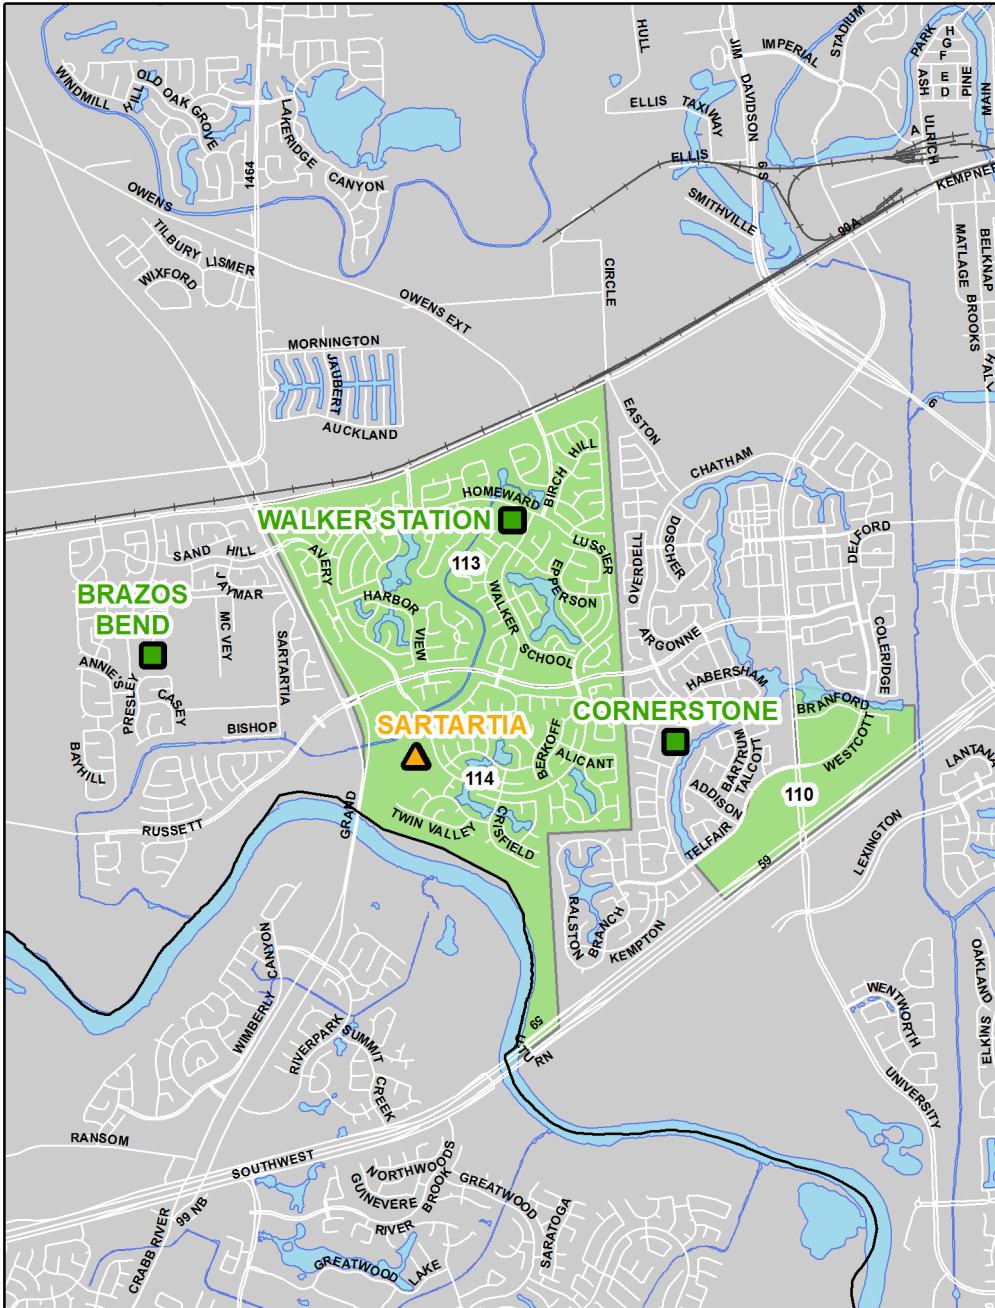 HULL
JIM DAVIDSON
IMPERIAL
STADIUM
PARK
H
G
F
E
D
ASH
PINE
MAIN
WINDMILL
HILL
OLD OAK GROVE
LAKERIDGE
CANYON
1464
ELLIS
TAXIWAY
ELLIS
6 S
A
ULRICH
KEMPNER
OWENS
SMITHVILLE
90A
TILBURY
LISMER
WIXFORD
CIRCLE
MATLAGE
BELKNAP
BROOKS
OWENS EXT
MORNINGTON
JAUBERT
AUCKLAND
EASTON
6
CHATHAM
BIRCH HILL
HOMEWARD
WALKER STATION
DOSCHER
DELFORD
LUSSIER
SAND HILL
AVERY
113
EPPERSON
OVERDELL
BRAZOS
BEND
JAYMAR
HARBOR
VIEW
WALKER
SCHOOL
MC VEY
SARTARTIA
ARGONNE
COLERIDGE
HABERSHAM
ANNIE'S
PRESLEY
CASEY
BISHOP
BAYHILL
SARTARTIA
CORNERSTONE
BRANFORD
WESTCOTT
BERKOFF
ALICANT
BARTRUM
TALCOTT
ADDISON
114
110
LANTANA
RUSSETT
GRAND
TWIN VALLEY
CRISFIELD
TELFAIR
59
LEXINGTON
RALSTON
BRANCH
KEMPTON
CANYON
WIMBERLY
OAKLAND
ELKINS
WENTWORTH
59
UTURN
RIVERPARK
SUMMIT
CREEK
UNIVERSITY
RANSOM
SOUTHWEST
NORTHWOODS
GUINEVERE
BROOK
GREATWOOD
RIVER
SARATOGA
99 NB
CRABB RIVER
GREATWOOD
LAKE